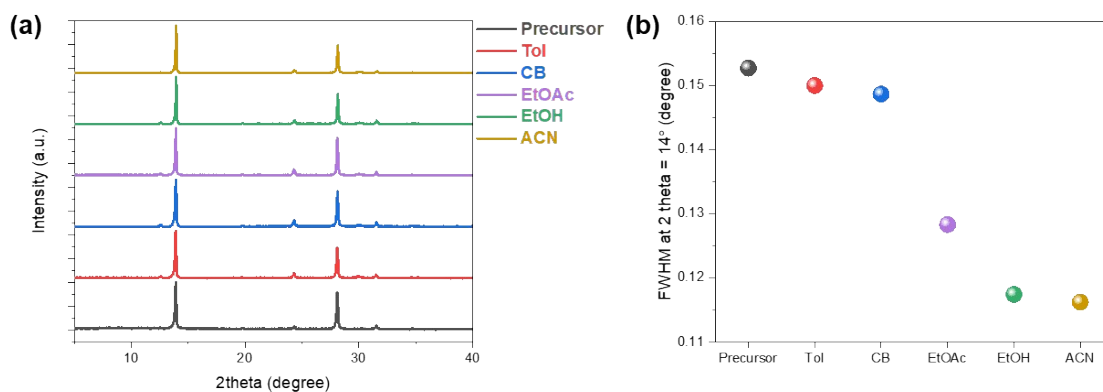 (a)
Intensity (a.u.)
10
20
30
40
2theta (degree)
Precursor
Tol
CB
EtOAc
EtOH
ACN
(b)
FWHM at 2 theta = 14° (degree)
0.16
0.15
0.14
0.13
0.12
0.11
Precursor
Tol
CB
EtOAc
EtOH
ACN